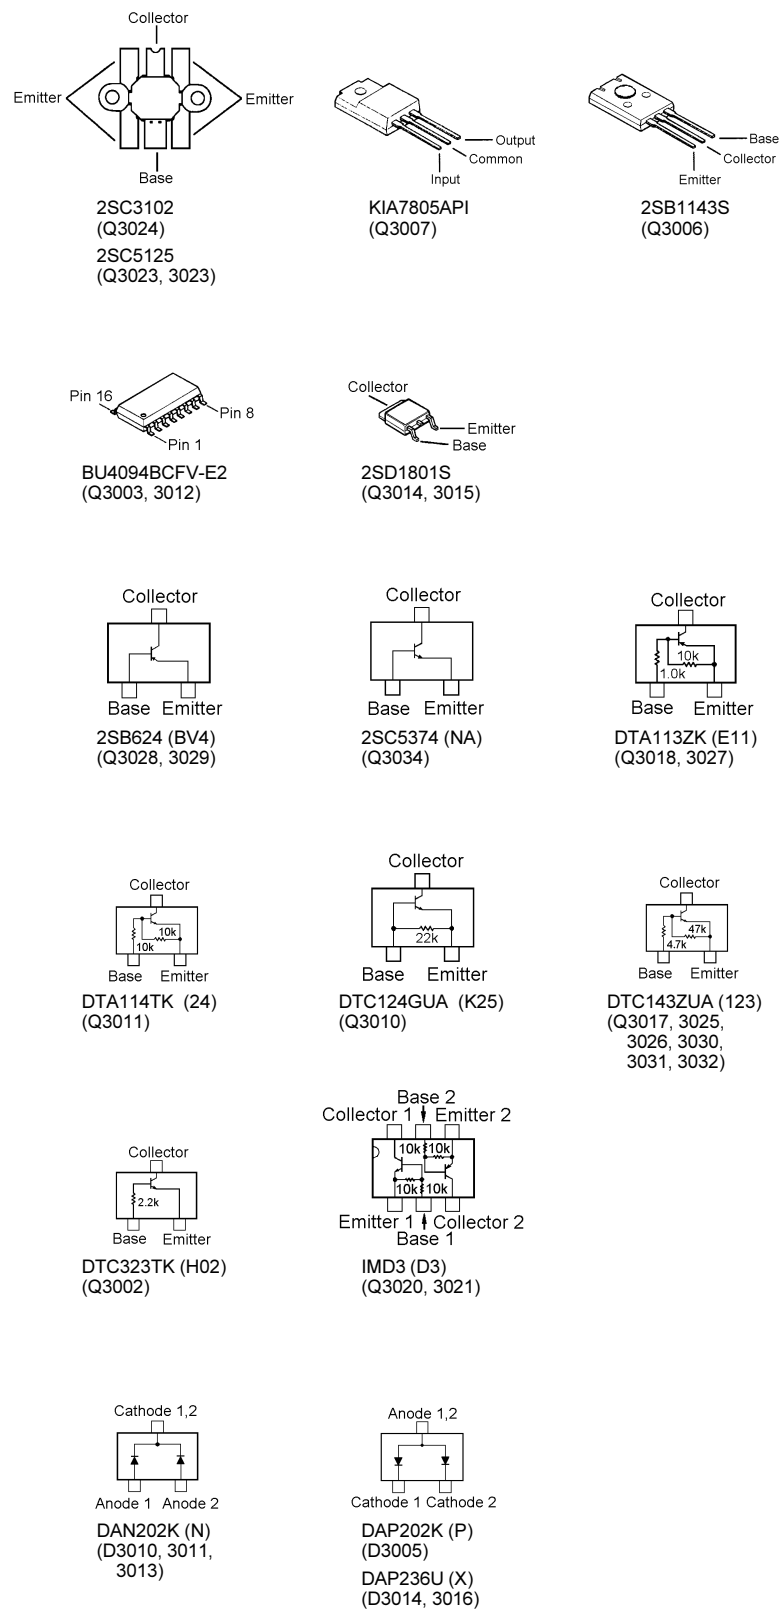 Collector
Emitter
Emitter
Base
2SC3102
(Q3024)
2SC5125
(Q3023, 3023)
Output
Common
Input
KIA7805API
(Q3007)
Base
Collector
Emitter
2SB1143S
(Q3006)
Pin 16
Pin 8
Pin 1
BU4094BCFV-E2
(Q3003, 3012)
Collector
Emitter
Base
2SD1801S
(Q3014, 3015)
Collector
Base Emitter
2SB624 (BV4)
(Q3028, 3029)
Collector
Base Emitter
2SC5374 (NA)
(Q3034)
Collector
10k
1.0k
Base Emitter
DTA113ZK (E11)
(Q3018, 3027)
Collector
10k
10k
Base Emitter
DTA114TK (24)
(Q3011)
Collector
22k
Base Emitter
DTC124GUA (K25)
(Q3010)
Collector
47k
4.7k
Base Emitter
DTC143ZUA (123)
(Q3017, 3025,
3026, 3030,
3031, 3032)
Collector
2.2k
Base Emitter
DTC323TK (H02)
(Q3002)
Base 2
Collector 1 Emitter 2
10k 10k
10k 10k
Emitter 1 Collector 2
Base 1
IMD3 (D3)
(Q3020, 3021)
Cathode 1,2
Anode 1 Anode 2
DAN202K (N)
(D3010, 3011,
3013)
Anode 1,2
Cathode 1 Cathode 2
DAP202K (P)
(D3005)
DAP236U (X)
(D3014, 3016)